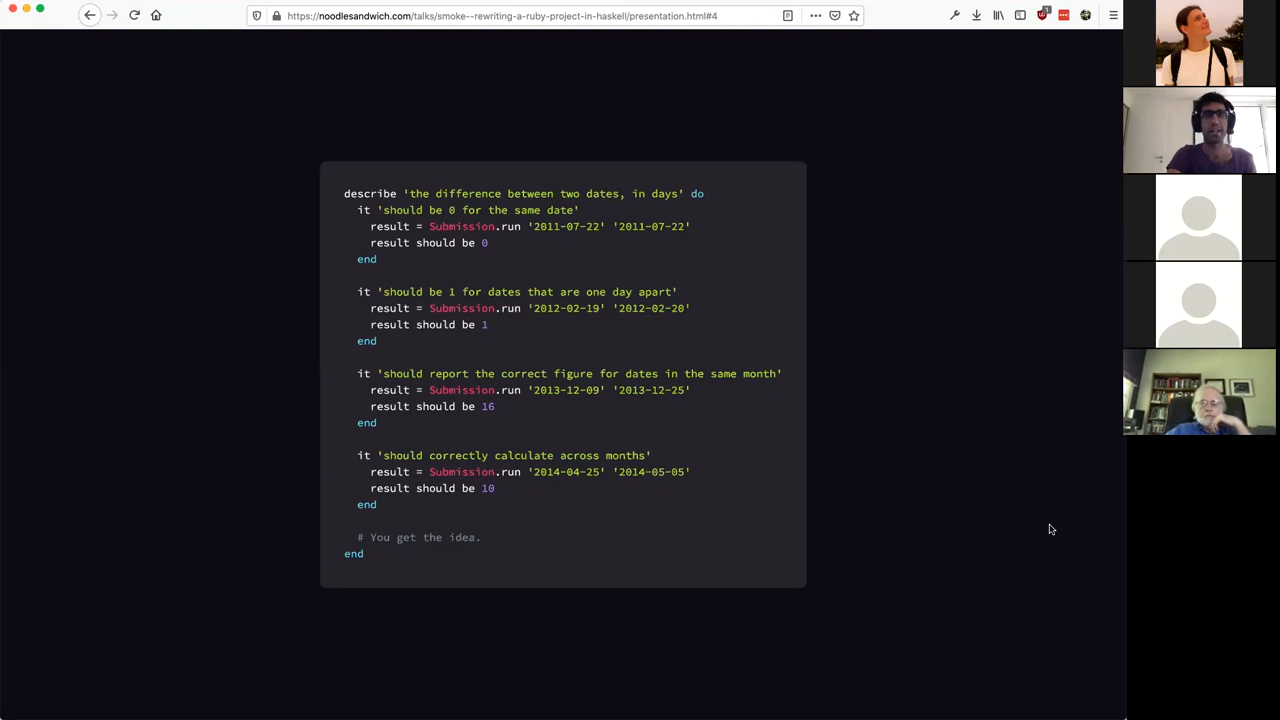 https://noodlesandwich.com/talks/smoke--rewriting-a-ruby-project-in-haskell/presentation.html#4
1
describe 'the difference between two dates, in days' do
it 'should be 0 for the same date'
result = Submission.run '2011-07-22' '2011-07-22'
result should be 0
end
it 'should be 1 for dates that are one day apart'
result = Submission.run '2012-02-19' '2012-02-20'
result should be 1
end
it 'should report the correct figure for dates in the same month'
result = Submission.run '2013-12-09' '2013-12-25'
result should be 16
end
it 'should correctly calculate across months'
result = Submission.run '2014-04-25' '2014-05-05'
result should be 10
end
# You get the idea.
end